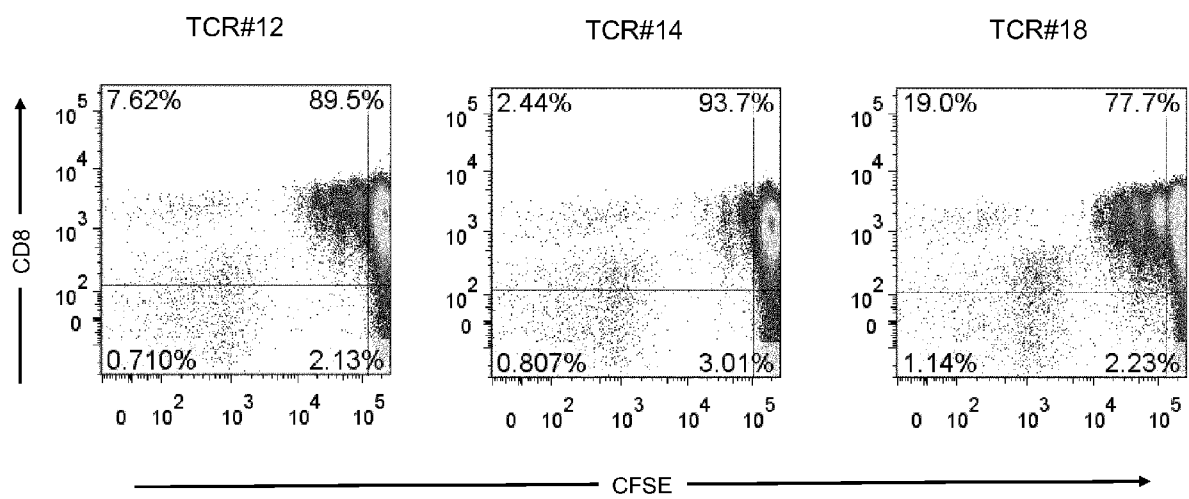 TCR#12 TCR#14 TCR#18
7.62% 89.5% 2.44% 93.7% 19.0% 77.7%
10^5 10^5 10^5
10^4 10^4 10^4
10^3 10^3 10^3
CD8
10^2 10^2 10^2
0 0 0
0.710% 2.13% 0.807% 3.01% 1.14% 2.23%
0 10^2 10^3 10^4 10^5 0 10^2 10^3 10^4 10^5 0 10^2 10^3 10^4 10^5
CFSE